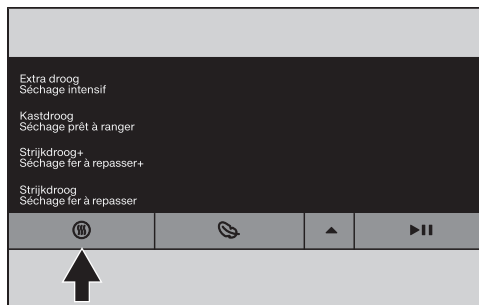 Extra droog
Séchage intensif
Kastdroog
Séchage prêt à ranger
Strijkdroog+
Séchage fer à repasser+
Strijkdroog
Séchage fer à repasser